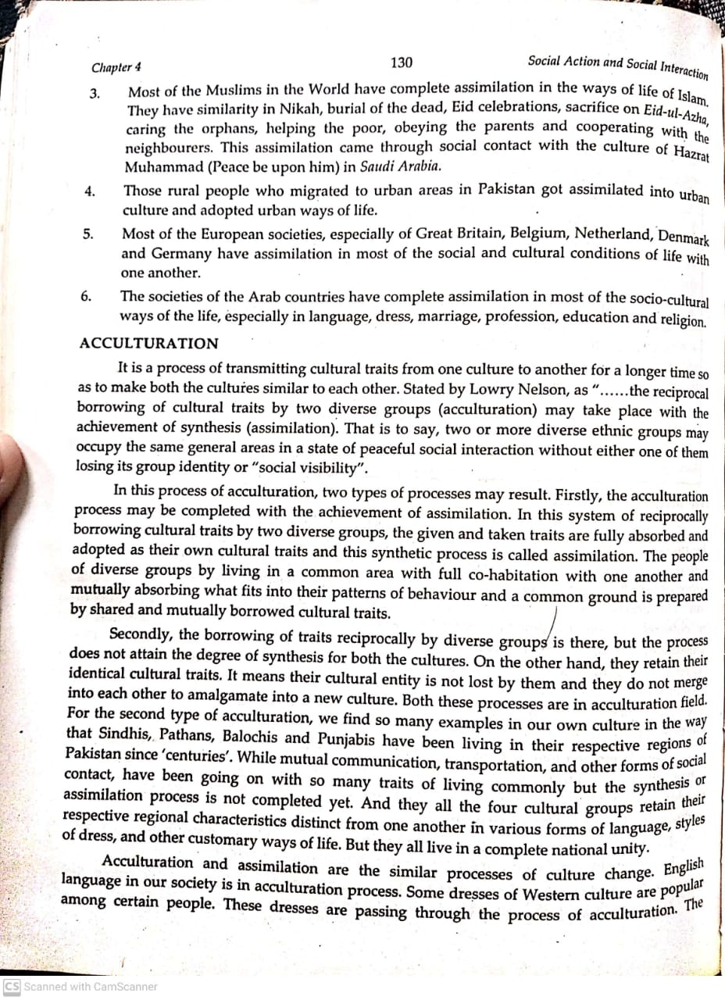 Chapter 4 130 Social Action and Social Interaction
3. Most of the Muslims in the World have complete assimilation in the ways of life of Islam.
They have similarity in Nikah, burial of the dead, Eid celebrations, sacrifice on Eid-ul-Azha,
caring the orphans, helping the poor, obeying the parents and cooperating with the
neighbourers. This assimilation came through social contact with the culture of Hazrat
Muhammad (Peace be upon him) in Saudi Arabia.
4. Those rural people who migrated to urban areas in Pakistan got assimilated into urban
culture and adopted urban ways of life.
5. Most of the European societies, especially of Great Britain, Belgium, Netherland, Denmark
and Germany have assimilation in most of the social and cultural conditions of life with
one another.
6. The societies of the Arab countries have complete assimilation in most of the socio-cultural
ways of the life, especially in language, dress, marriage, profession, education and religion.
ACCULTURATION
It is a process of transmitting cultural traits from one culture to another for a longer time so
as to make both the cultures similar to each other. Stated by Lowry Nelson, as “......the reciprocal
borrowing of cultural traits by two diverse groups (acculturation) may take place with the
achievement of synthesis (assimilation). That is to say, two or more diverse ethnic groups may
occupy the same general areas in a state of peaceful social interaction without either one of them
losing its group identity or “social visibility”.
In this process of acculturation, two types of processes may result. Firstly, the acculturation
process may be completed with the achievement of assimilation. In this system of reciprocally
borrowing cultural traits by two diverse groups, the given and taken traits are fully absorbed and
adopted as their own cultural traits and this synthetic process is called assimilation. The people
of diverse groups by living in a common area with full co-habitation with one another and
mutually absorbing what fits into their patterns of behaviour and a common ground is prepared
by shared and mutually borrowed cultural traits.
Secondly, the borrowing of traits reciprocally by diverse groups is there, but the process
does not attain the degree of synthesis for both the cultures. On the other hand, they retain their
identical cultural traits. It means their cultural entity is not lost by them and they do not merge
into each other to amalgamate into a new culture. Both these processes are in acculturation field.
For the second type of acculturation, we find so many examples in our own culture in the way
that Sindhis, Pathans, Balochis and Punjabis have been living in their respective regions of
Pakistan since ‘centuries’. While mutual communication, transportation, and other forms of social
contact, have been going on with so many traits of living commonly but the synthesis or
assimilation process is not completed yet. And they all the four cultural groups retain their
respective regional characteristics distinct from one another in various forms of language, styles
of dress, and other customary ways of life. But they all live in a complete national unity.
Acculturation and assimilation are the similar processes of culture change. English
language in our society is in acculturation process. Some dresses of Western culture are popular
among certain people. These dresses are passing through the process of acculturation. The
CS Scanned with CamScanner